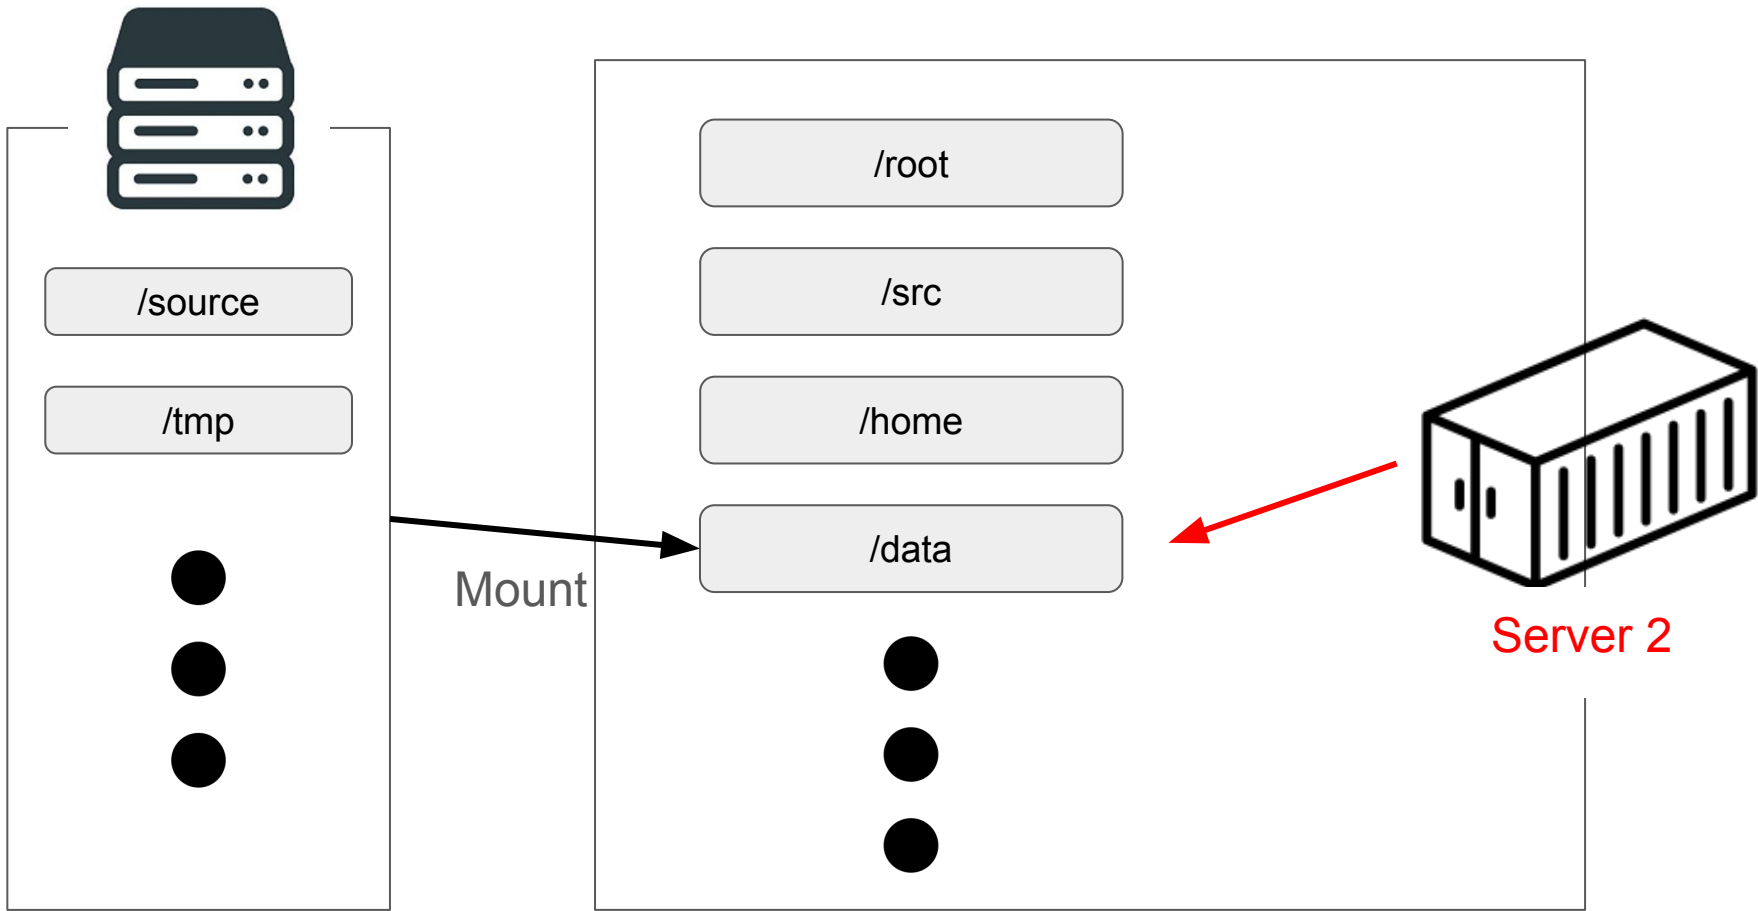 /source
/tmp
Mount
/root
/src
/home
/data
Server 2